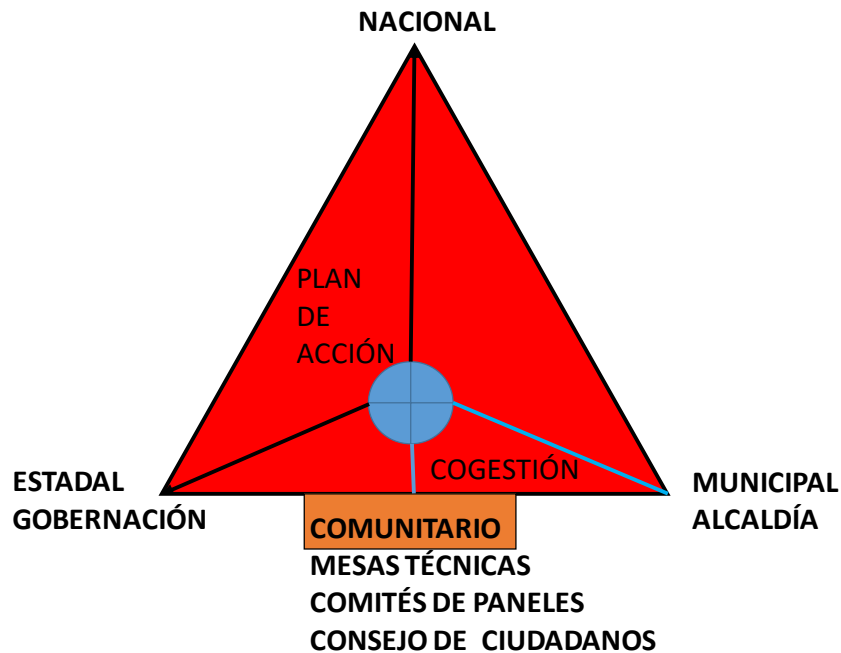 NACIONAL
PLAN
DE
ACCIÓN
COGESTIÓN
ESTADAL
GOBERNACIÓN
MUNICIPAL
ALCALDÍA
COMUNITARIO
MESAS TÉCNICAS
COMITÉS DE PANELES
CONSEJO DE CIUDADANOS